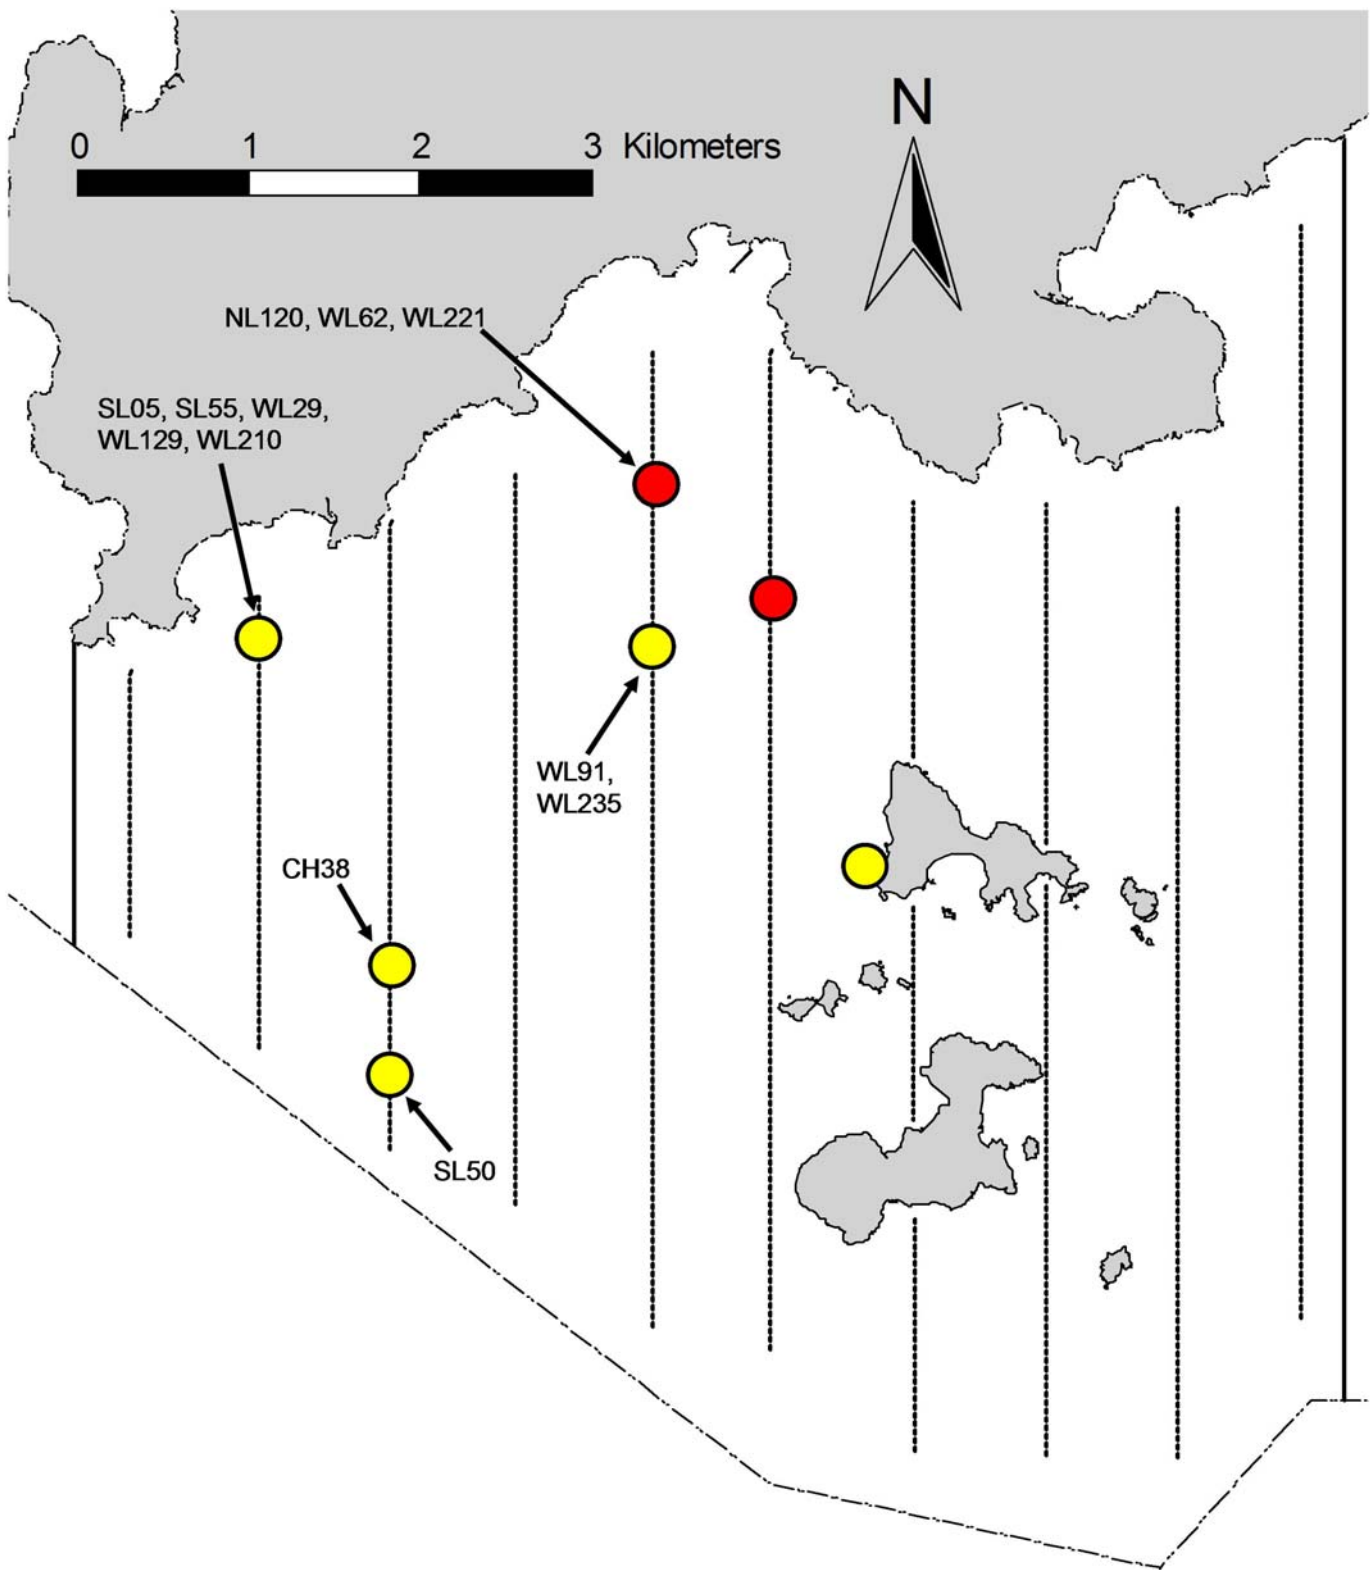 N
0 1 2 3 Kilometers
NL120, WL62, WL221
SL05, SL55, WL29,
WL129, WL210
WL91,
WL235
CH38
SL50